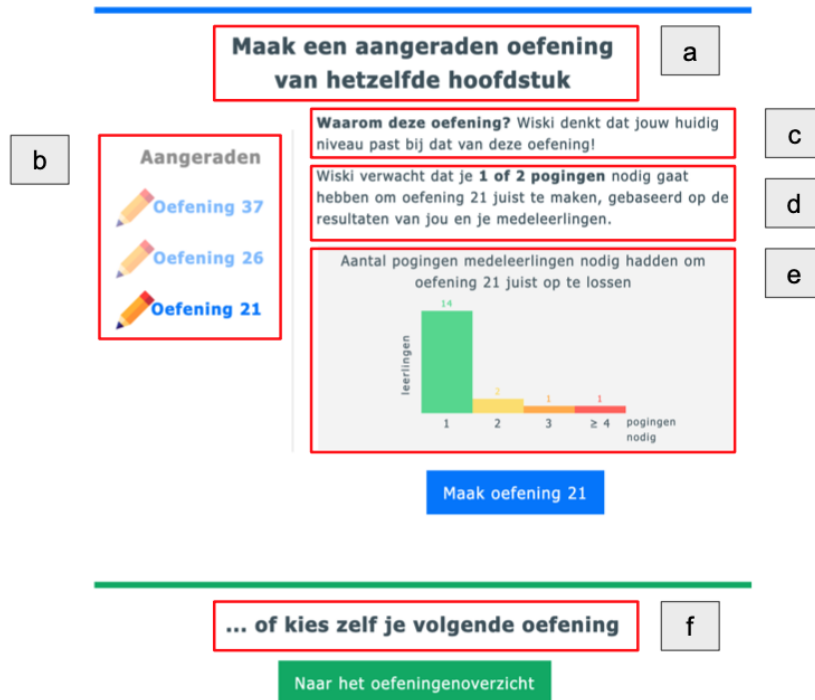 Maak een aangeraden oefening
van hetzelfde hoofdstuk
a
b
Aangeraden
Oefening 37
Oefening 26
Oefening 21
Waarom deze oefening? Wiski denkt dat jouw huidig
niveau past bij dat van deze oefening!
c
Wiski verwacht dat je 1 of 2 pogingen nodig gaat
hebben om oefening 21 juist te maken, gebaseerd op de
resultaten van jou en je medeleerlingen.
d
Aantal pogingen medeleerlingen nodig hadden om
oefening 21 juist op te lossen
e
14
2
1
1
leerlingen
1
2
3
≥ 4
pogingen
nodig
Maak oefening 21
... of kies zelf je volgende oefening
f
Naar het oefeningenoverzicht